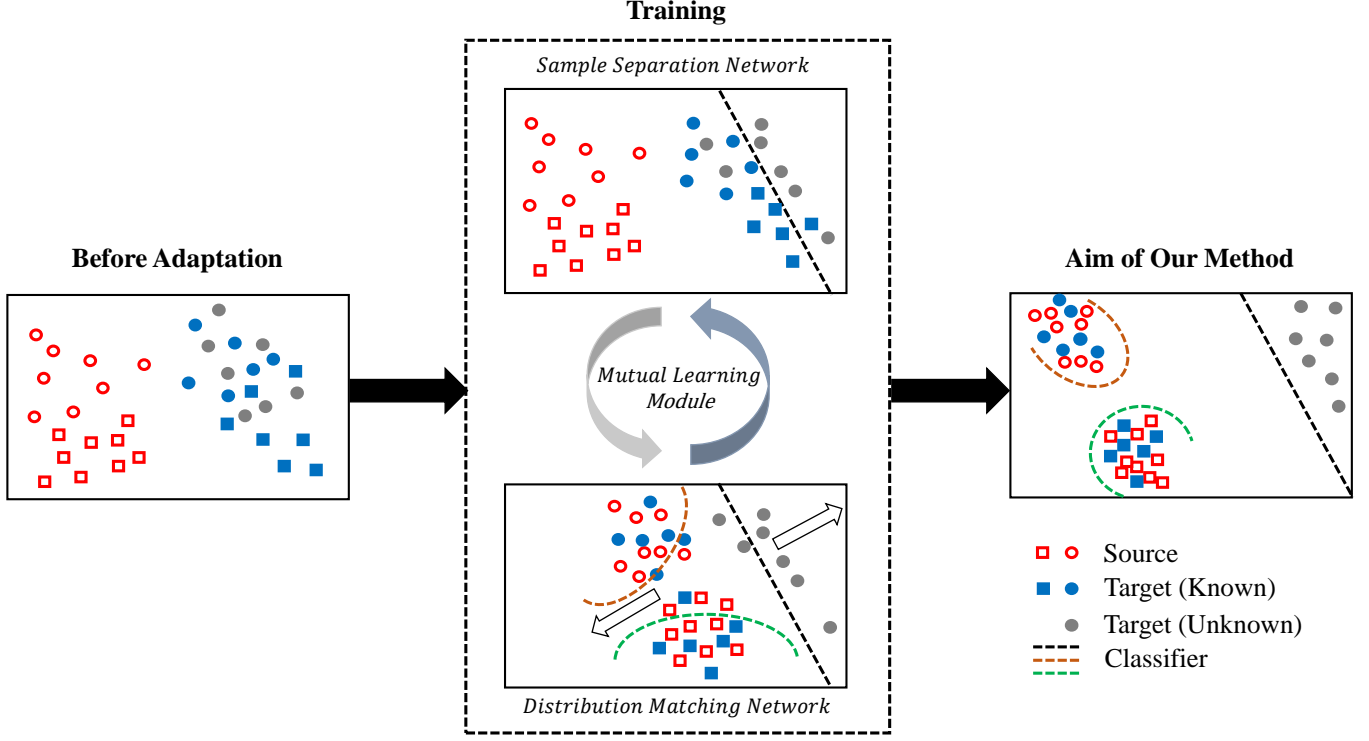 Training
Sample Separation Network
Before Adaptation
Aim of Our Method
Mutual Learning
Module
Source
Target (Known)
Target (Unknown)
Classifier
Distribution Matching Network